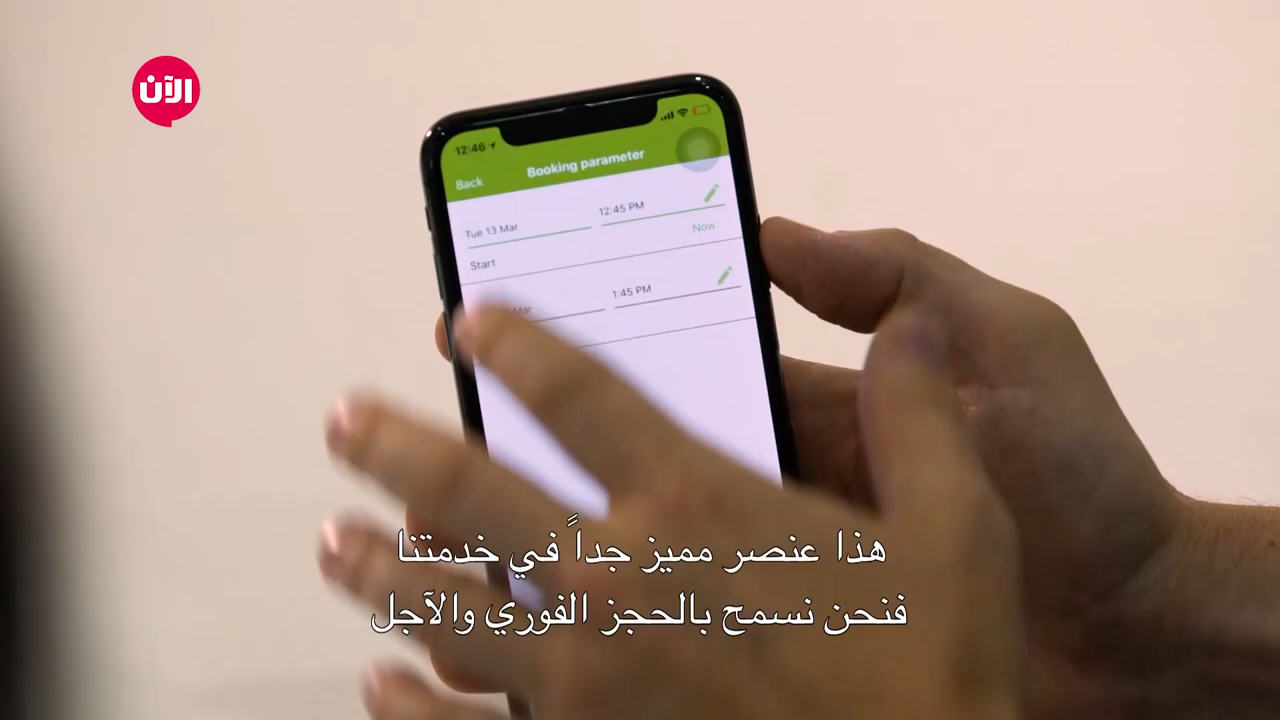 الآن
12:46
Back
Booking parameter
Tue 13 Mar
12:45 PM
Now
Start
Mar
1:45 PM
هذا عنصر مميز جداً في خدمتنا
فنحن نسمح بالحجز الفوري والآجل